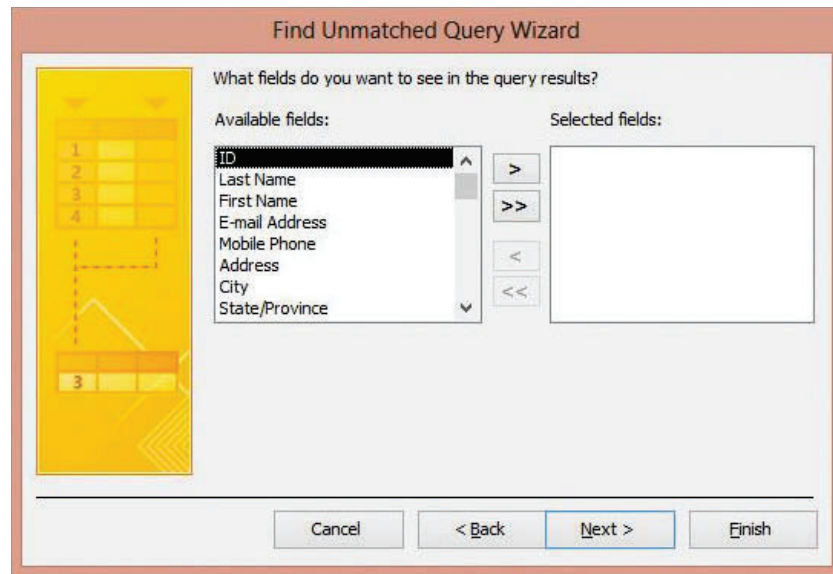 Find Unmatched Query Wizard
What fields do you want to see in the query results?
Available fields:
Selected fields:
ID
Last Name
First Name
E-mail Address
Mobile Phone
Address
City
State/Province
>
>>
<
<<
1
2
3
4
3
Cancel
< Back
Next >
Finish